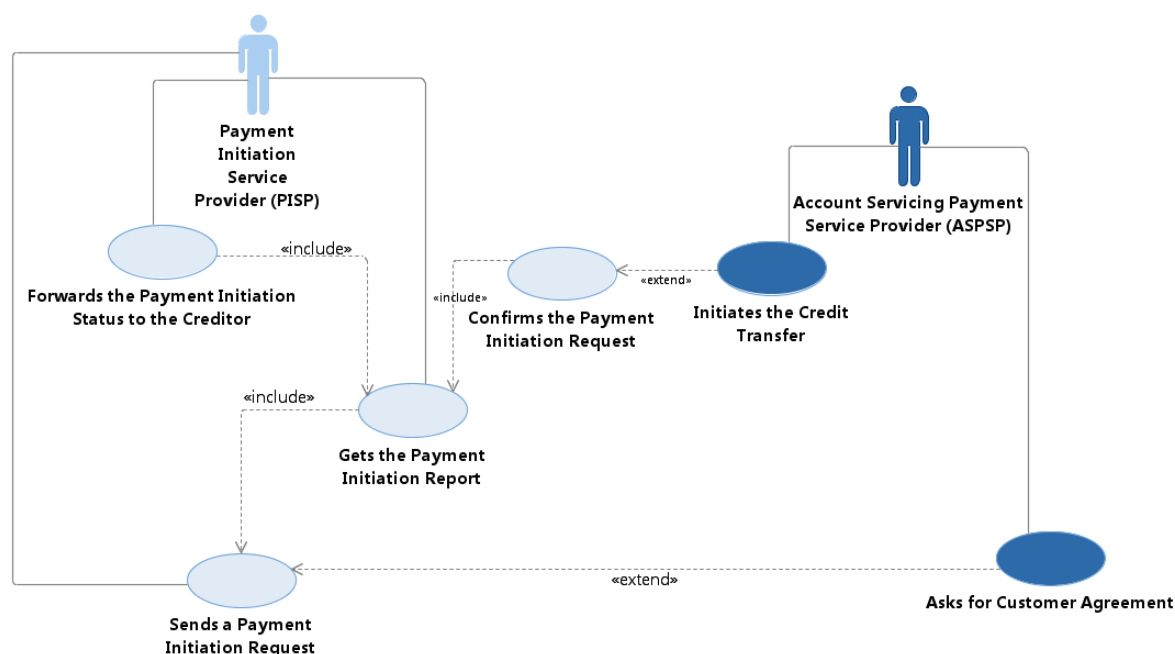 Payment
Initiation
Service
Provider (PISP)
Account Servicing Payment
Service Provider (ASPSP)
«include»
Forwards the Payment Initiation
Status to the Creditor
«include»
«extend»
Confirms the Payment
Initiation Request
Initiates the Credit
Transfer
«include»
Gets the Payment
Initiation Report
«extend»
Asks for Customer Agreement
Sends a Payment
Initiation Request